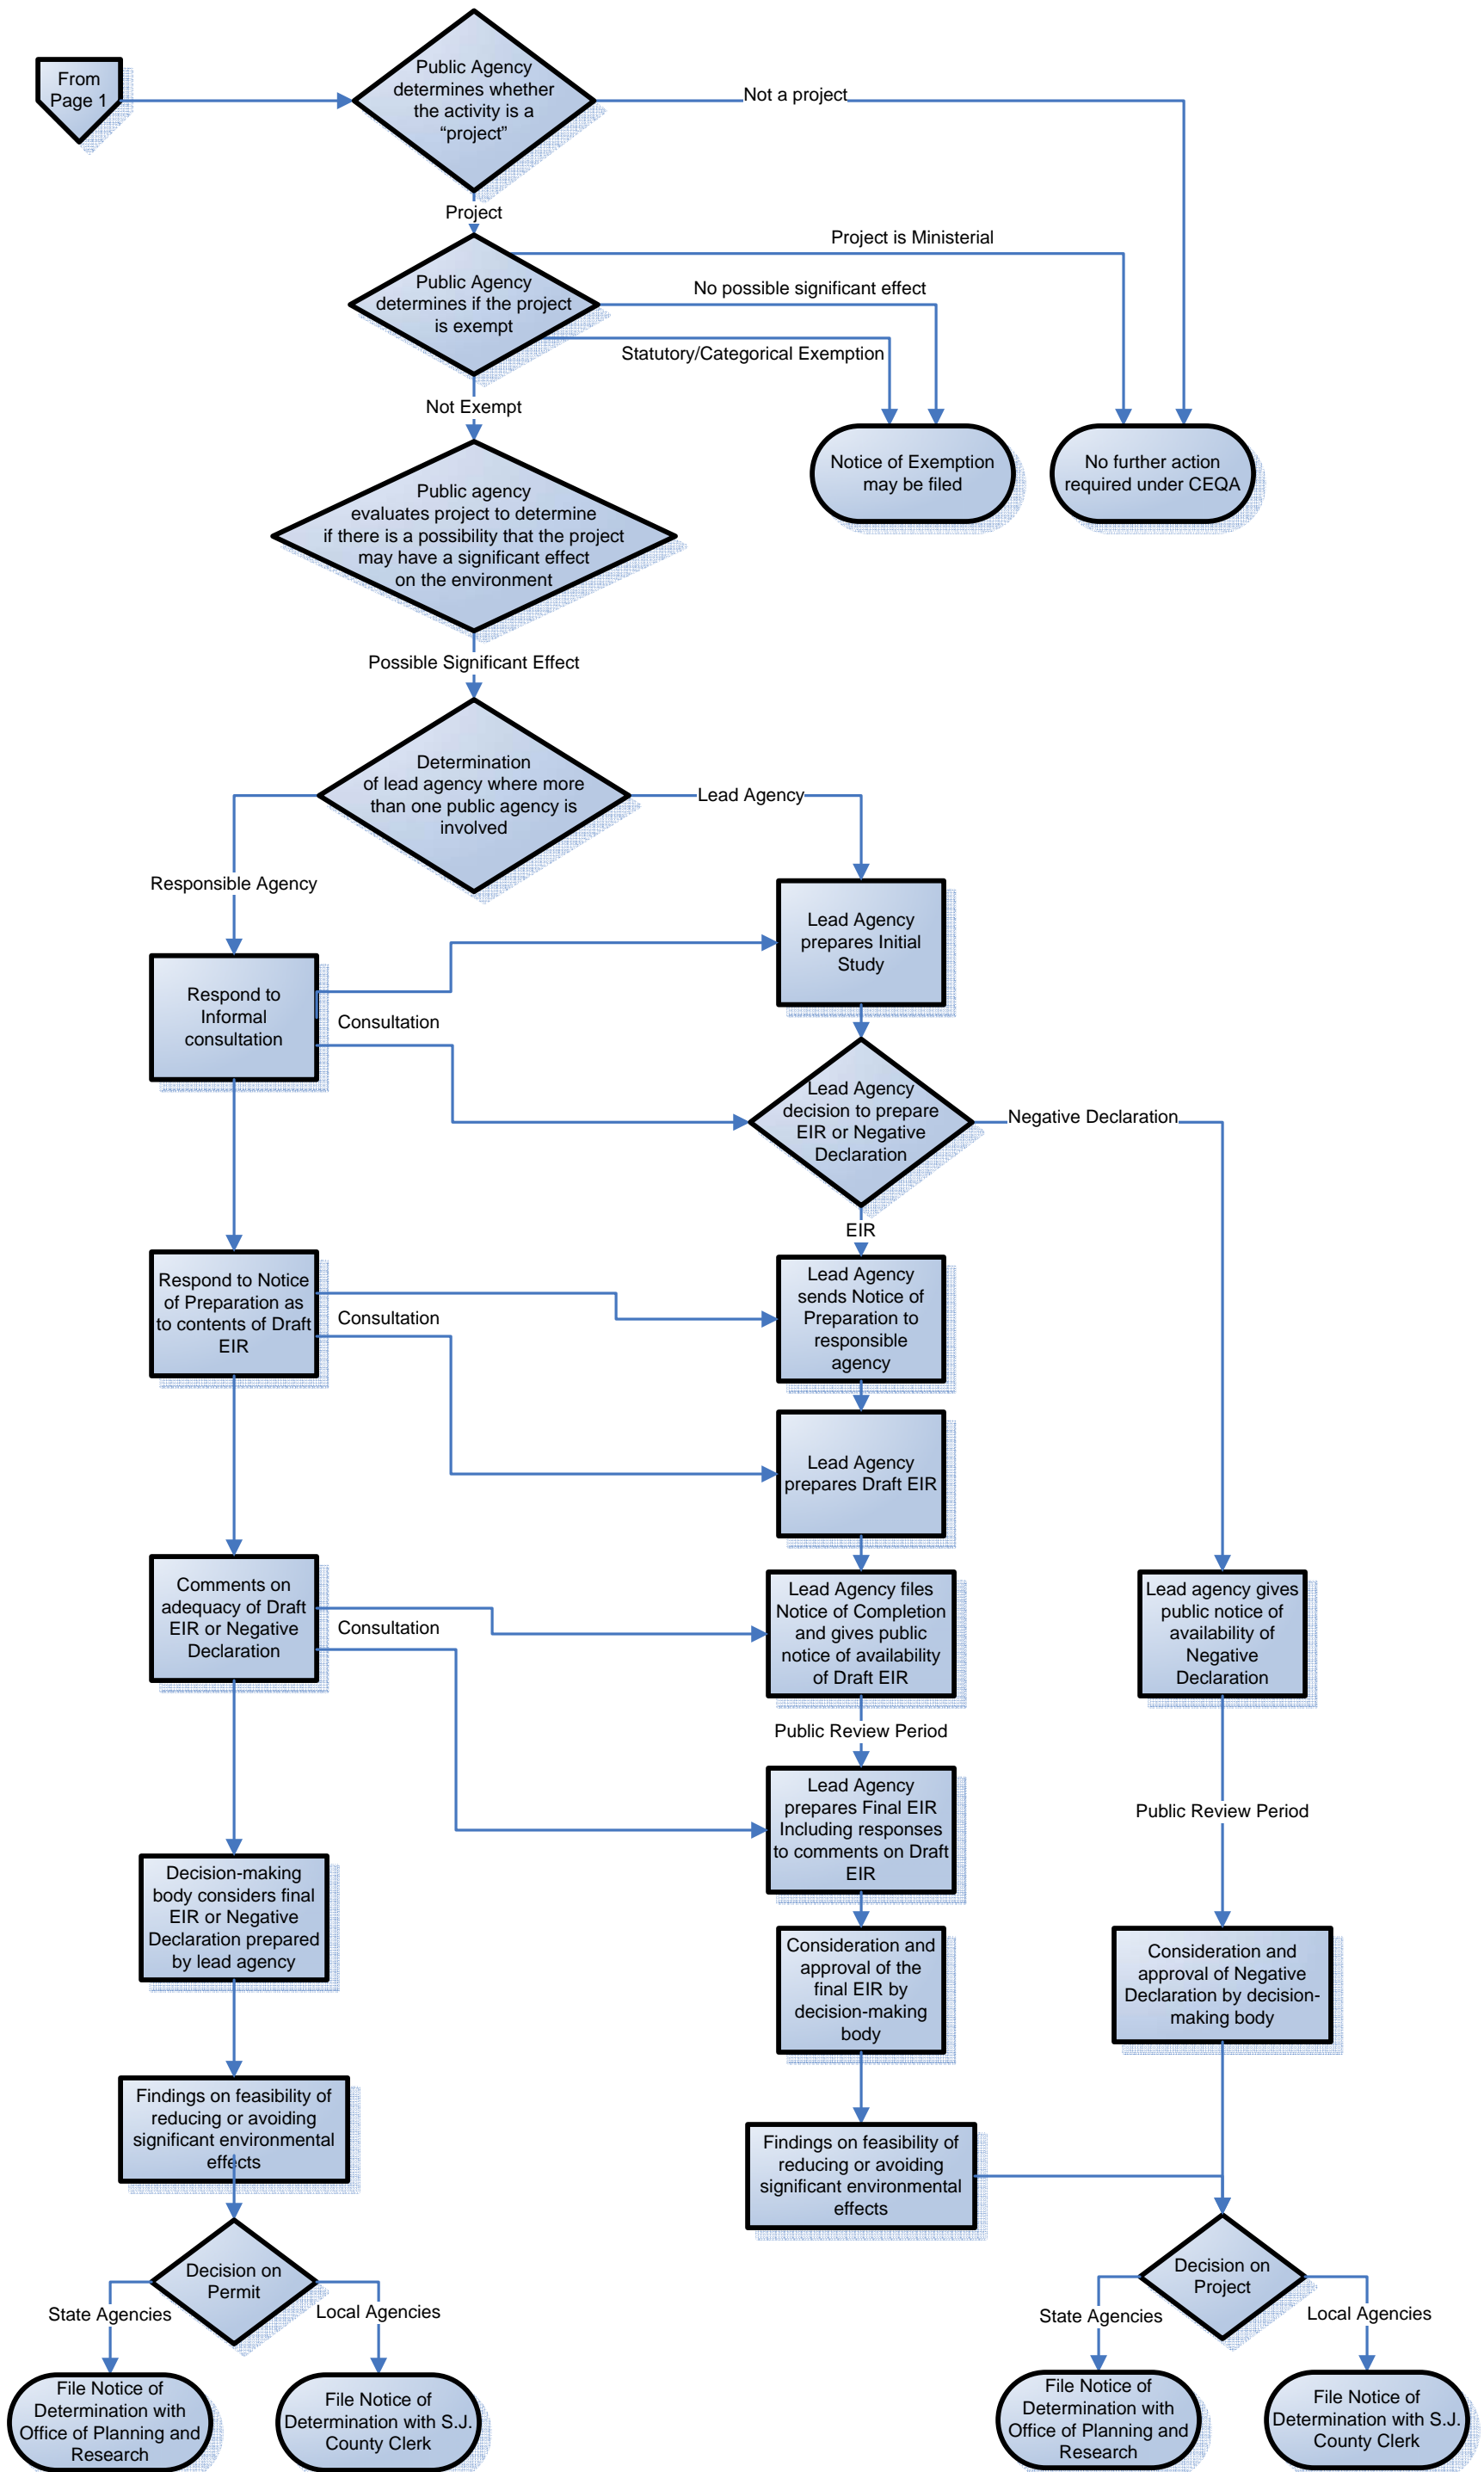 From
Page 1
Public Agency
determines whether
the activity is a
“project”
Not a project
Project
Public Agency
determines if the project
is exempt
Project is Ministerial
No possible significant effect
Statutory/Categorical Exemption
Not Exempt
Notice of Exemption
may be filed
No further action
required under CEQA
Public agency
evaluates project to determine
if there is a possibility that the project
may have a significant effect
on the environment
Possible Significant Effect
Determination
of lead agency where more
than one public agency is
involved
Lead Agency
Responsible Agency
Lead Agency
prepares Initial
Study
Respond to
Informal
consultation
Consultation
Lead Agency
decision to prepare
EIR or Negative
Declaration
Negative Declaration
EIR
Respond to Notice
of Preparation as
to contents of Draft
EIR
Consultation
Lead Agency
sends Notice of
Preparation to
responsible
agency
Lead Agency
prepares Draft EIR
Comments on
adequacy of Draft
EIR or Negative
Declaration
Consultation
Lead Agency files
Notice of Completion
and gives public
notice of availability
of Draft EIR
Lead agency gives
public notice of
availability of
Negative
Declaration
Public Review Period
Lead Agency
prepares Final EIR
Including responses
to comments on Draft
EIR
Public Review Period
Decision-making
body considers final
EIR or Negative
Declaration prepared
by lead agency
Consideration and
approval of the
final EIR by
decision-making
body
Consideration and
approval of Negative
Declaration by decision-
making body
Findings on feasibility of
reducing or avoiding
significant environmental
effects
Findings on feasibility of
reducing or avoiding
significant environmental
effects
Decision on
Permit
State Agencies
Local Agencies
Decision on
Project
State Agencies
Local Agencies
File Notice of
Determination with
Office of Planning and
Research
File Notice of
Determination with S.J.
County Clerk
File Notice of
Determination with
Office of Planning and
Research
File Notice of
Determination with S.J.
County Clerk